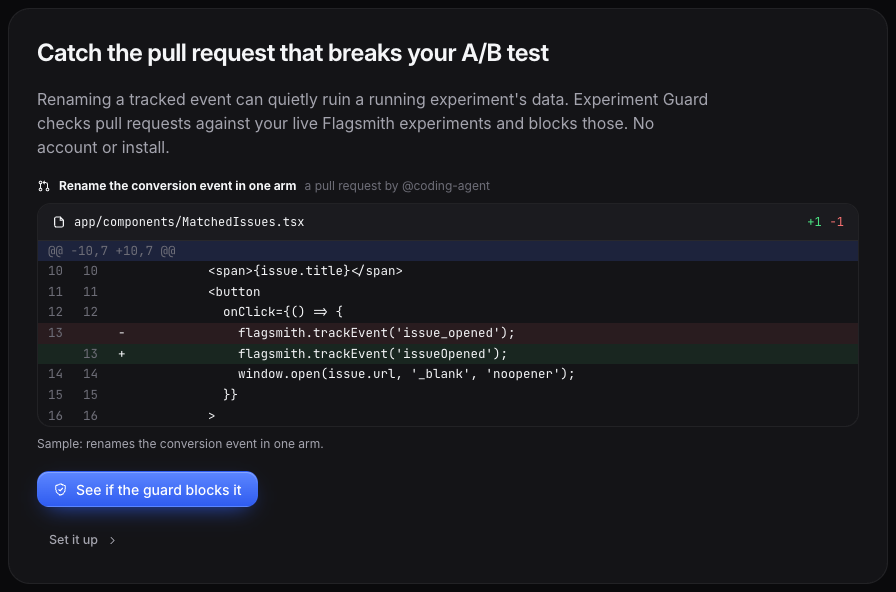 Catch the pull request that breaks your A/B test
Renaming a tracked event can quietly ruin a running experiment's data. Experiment Guard
checks pull requests against your live Flagsmith experiments and blocks those. No
account or install.
Rename the conversion event in one arm a pull request by @coding-agent
app/components/MatchedIssues.tsx +1 -1
@@ -10,7 +10,7 @@
10 10 <span>{issue.title}</span>
11 11 <button
12 12 onClick={() => {
13 - flagsmith.trackEvent('issue_opened');
13 + flagsmith.trackEvent('issueOpened');
14 14 window.open(issue.url, '_blank', 'noopener');
15 15 }}
16 16 >
Sample: renames the conversion event in one arm.
See if the guard blocks it
Set it up